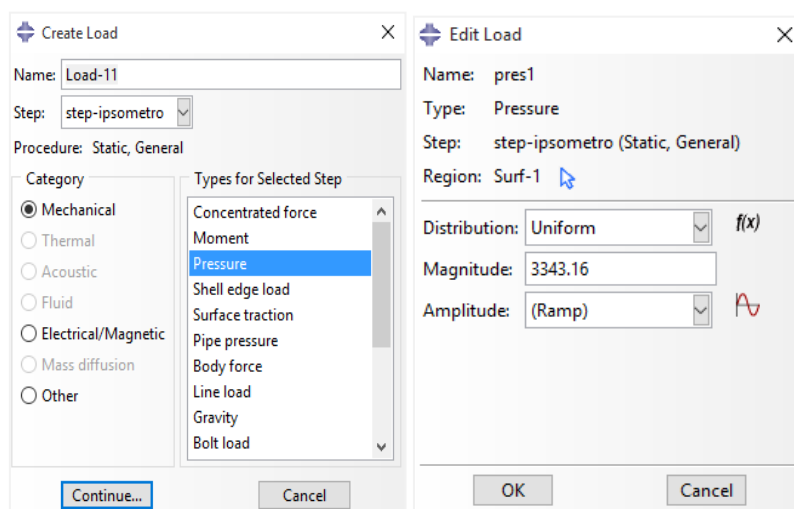 Create Load
Name: Load-11
Step: step-ipsometro
Procedure: Static, General
Category
Mechanical
Thermal
Acoustic
Fluid
Electrical/Magnetic
Mass diffusion
Other
Types for Selected Step
Concentrated force
Moment
Pressure
Shell edge load
Surface traction
Pipe pressure
Body force
Line load
Gravity
Bolt load
Continue...
Cancel
Edit Load
Name: pres1
Type: Pressure
Step: step-ipsometro (Static, General)
Region: Surf-1
Distribution: Uniform f(x)
Magnitude: 3343.16
Amplitude: (Ramp)
OK
Cancel